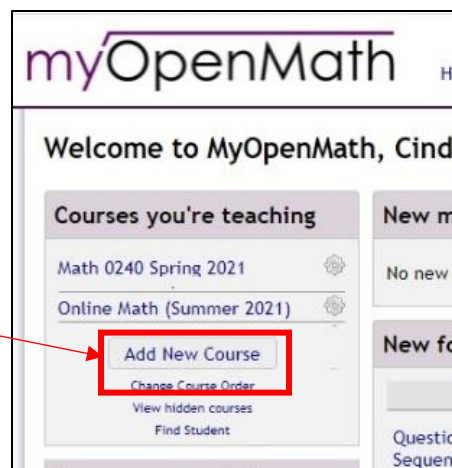 myOpenMath H
Welcome to MyOpenMath, Cind
Courses you're teaching
Math 0240 Spring 2021
Online Math (Summer 2021)
Add New Course
Change Course Order
View hidden courses
Find Student
New m
No new
New fo
Questio
Sequen